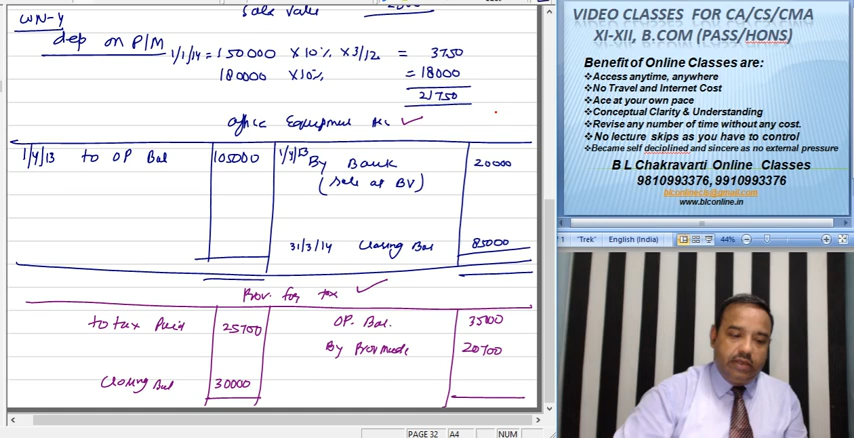 Sale Value
WN-4
dep on P/M
1/1/14 = 150000 × 10% × 3/12 = 3750
180000 × 10% = 18000
21750
Office Equipment A/c ✓
1/4/13 to OP Bal 105000 1/4/13 By Bank 20000
(Sale at BV)
31/3/14 Closing Bal 85000
Prov. for tax ✓
to tax Paid 25700 OP. Bal. 35000
By Prov made 20700
Closing Bal 30000
PAGE 32 A4 NUM
VIDEO CLASSES FOR CA/CS/CMA
XI-XII, B.COM (PASS/HONS)
Benefit of Online Classes are:
Access anytime, anywhere
No Travel and Internet Cost
Ace at your own pace
Conceptual Clarity & Understanding
Revise any number of time without any cost.
No lecture skips as you have to control
Became self deciplined and sincere as no external pressure
B L Chakravarti Online Classes
9810993376, 9910993376
blconlinecls@gmail.com
www.blconline.in
1 "Trek" English (India) 44%